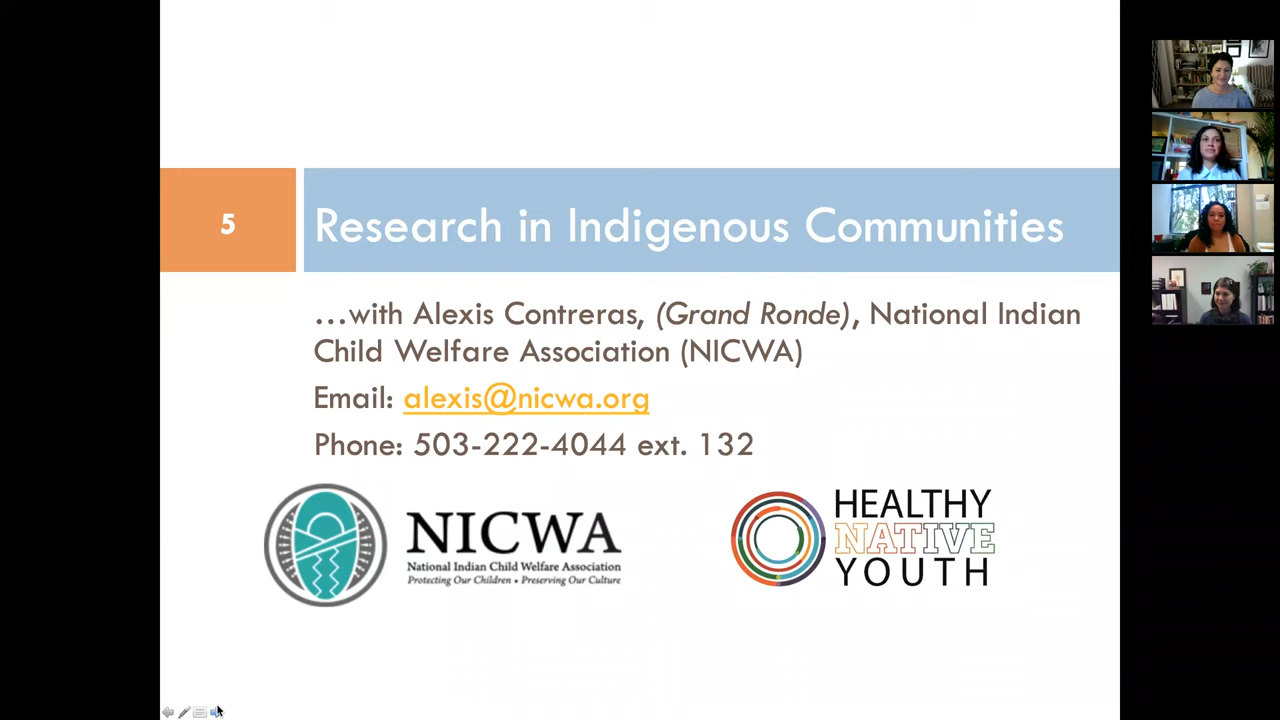 5
Research in Indigenous Communities
…with Alexis Contreras, (Grand Ronde), National Indian
Child Welfare Association (NICWA)
Email: alexis@nicwa.org
Phone: 503-222-4044 ext. 132
NICWA
National Indian Child Welfare Association
Protecting Our Children • Preserving Our Culture
HEALTHY
NATIVE
YOUTH